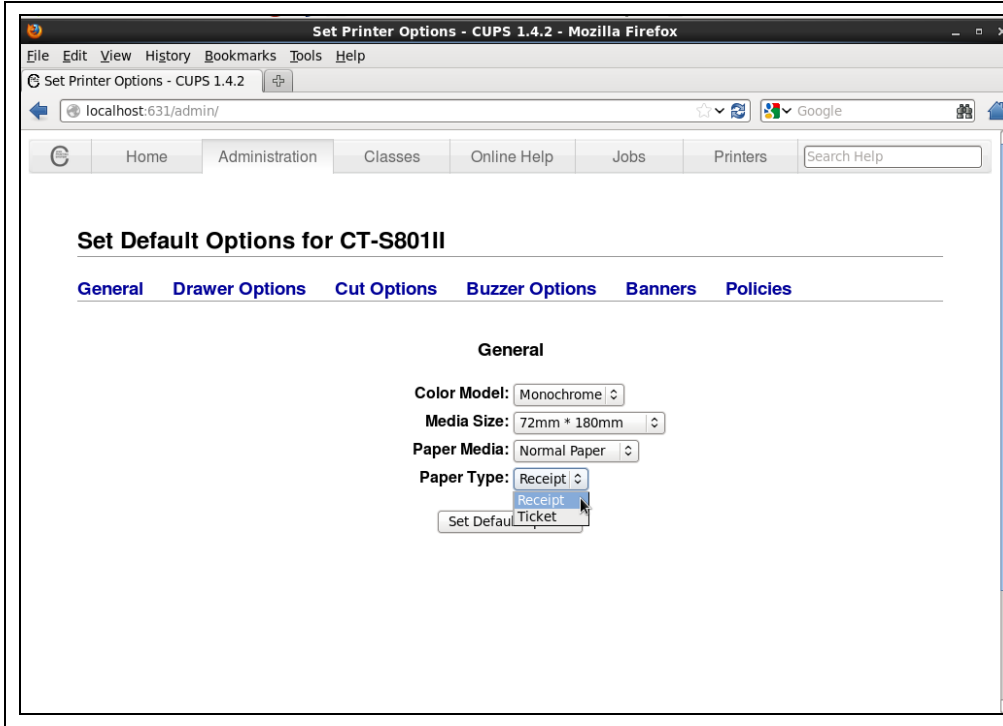 Set Printer Options - CUPS 1.4.2 - Mozilla Firefox
File Edit View History Bookmarks Tools Help
Set Printer Options - CUPS 1.4.2
localhost:631/admin/ Google
Home Administration Classes Online Help Jobs Printers Search Help
Set Default Options for CT-S801II
General Drawer Options Cut Options Buzzer Options Banners Policies
General
Color Model: Monochrome
Media Size: 72mm * 180mm
Paper Media: Normal Paper
Paper Type: Receipt
Receipt
Ticket
Set Defau